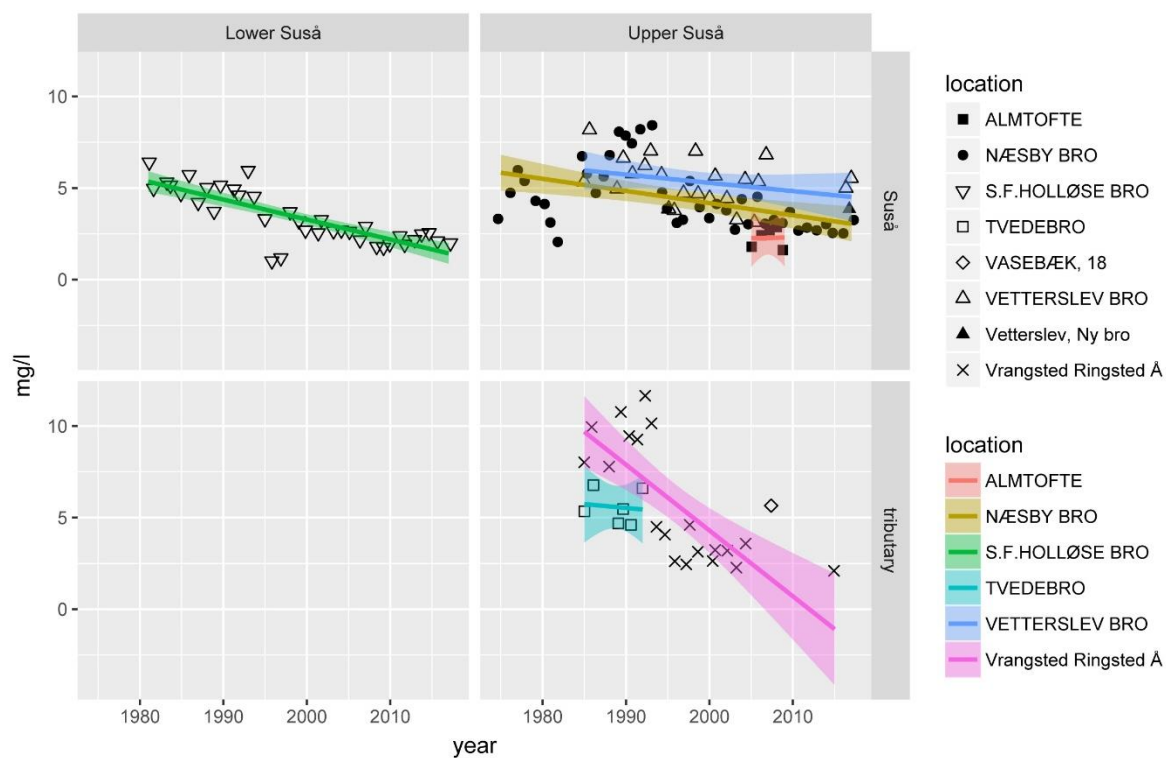 Lower Suså
Upper Suså
10
5
0
Suså
mg/l
10
5
0
tributary
1980
1990
2000
2010
1980
1990
2000
2010
year
location
ALMTOFTE
NÆSBY BRO
S.F.HOLLØSE BRO
TVEDEBRO
VASEBÆK, 18
VETTERSLEV BRO
Vetterslev, Ny bro
Vrangsted Ringsted Å
location
ALMTOFTE
NÆSBY BRO
S.F.HOLLØSE BRO
TVEDEBRO
VETTERSLEV BRO
Vrangsted Ringsted Å